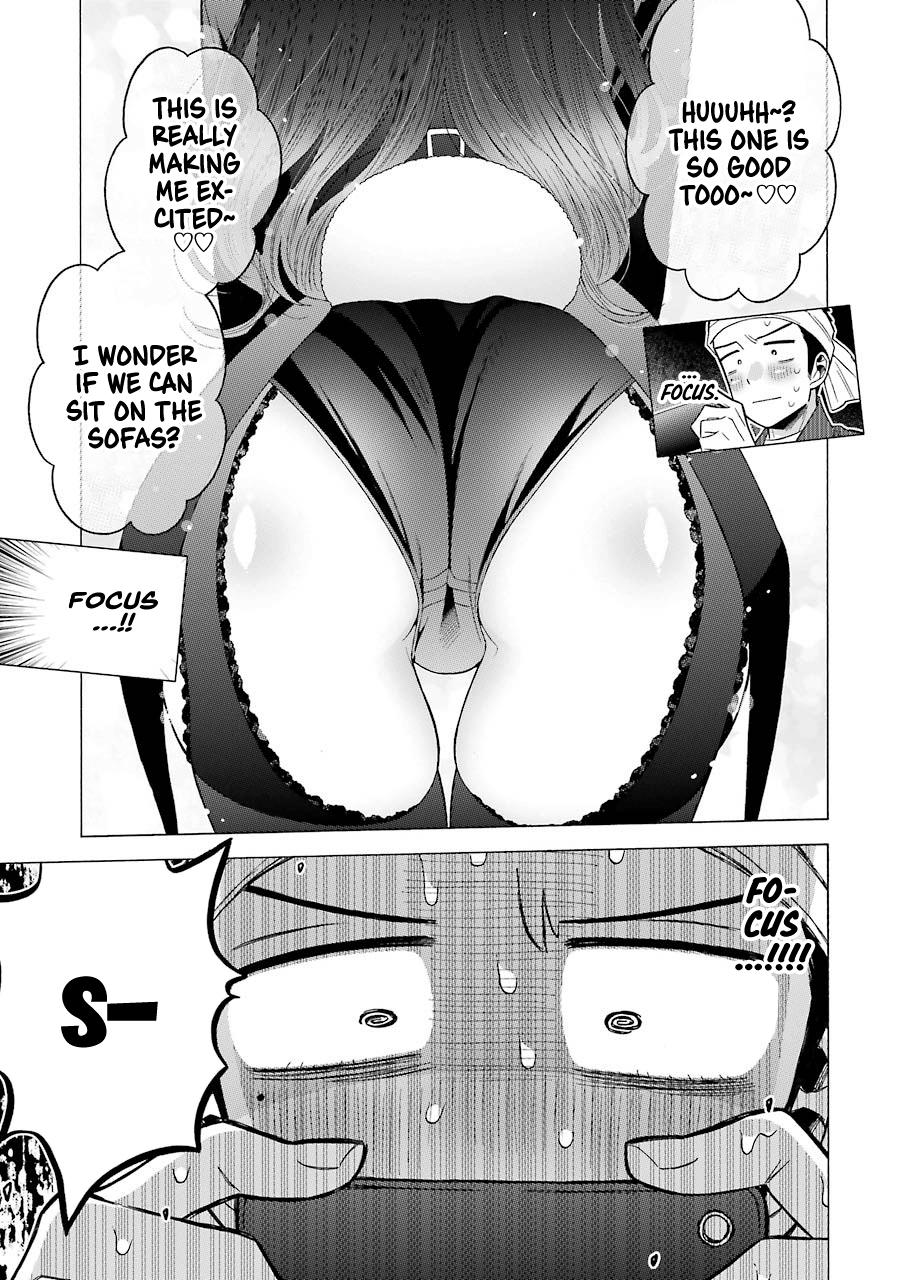 HUUUHH~?
THIS ONE IS
SO GOOD
TOOO~♡♡
THIS IS
REALLY
MAKING
ME EX-
CITED~
♡♡
...
FOCUS.
I WONDER
IF WE CAN
SIT ON THE
SOFAS?
FOCUS
...!!
FO-
CUS
...!!!!
S-